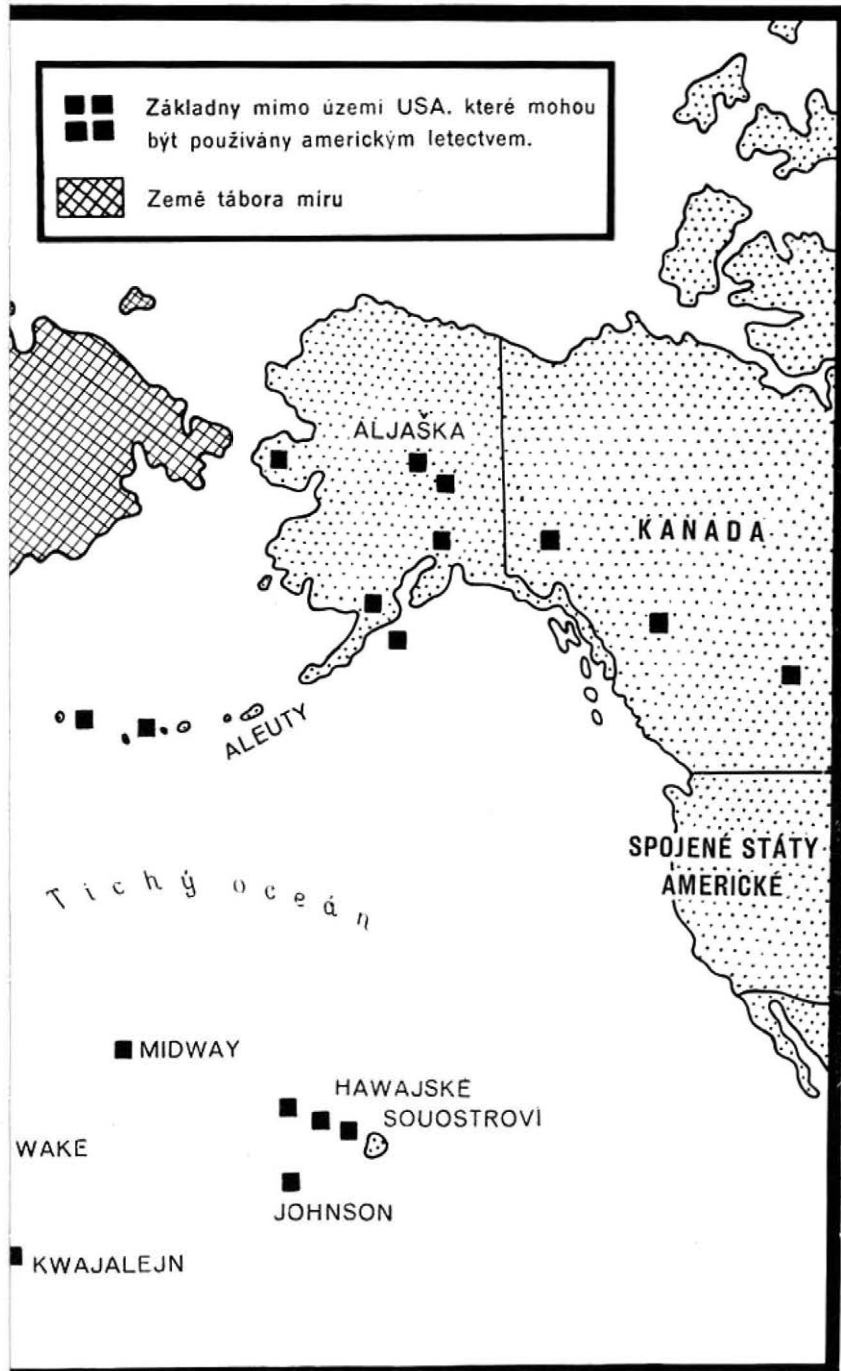 Základny mimo území USA. které mohou
být používány americkým letectvem.
Země tábora míru
ALJAŠKA
KANADA
ALEUTY
SPOJENÉ STÁTY
AMERICKÉ
Tichý oceán
MIDWAY
HAWAJSKÉ
SOUOSTROVÍ
WAKE
JOHNSON
KWAJALEJN